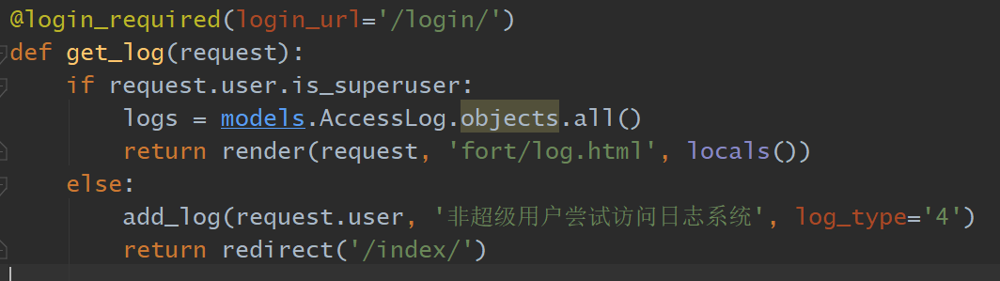 @login_required(login_url='/login/')
def get_log(request):
    if request.user.is_superuser:
        logs = models.AccessLog.objects.all()
        return render(request, 'fort/log.html', locals())
    else:
        add_log(request.user, '非超级用户尝试访问日志系统', log_type='4')
        return redirect('/index/')